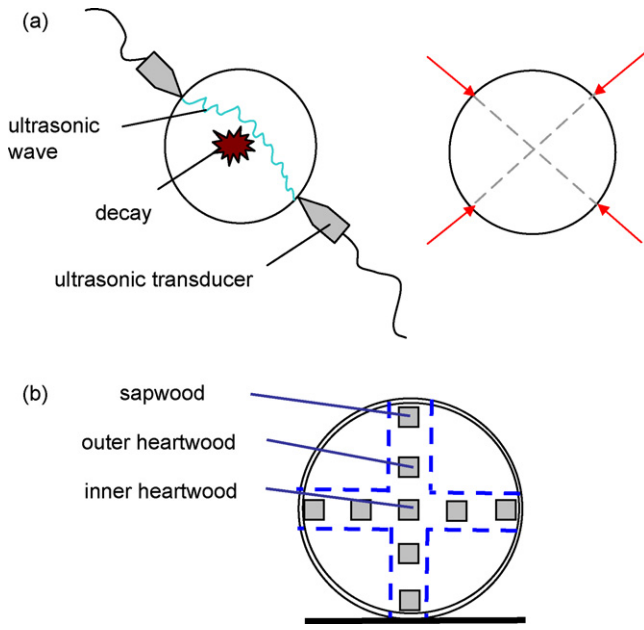 (a)
ultrasonic
wave
decay
ultrasonic transducer
(b)
sapwood
outer heartwood
inner heartwood